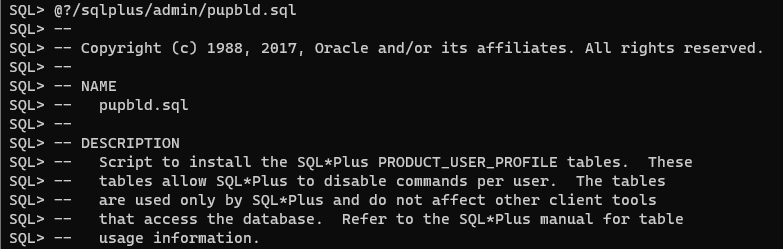 SQL> @?/sqlplus/admin/pupbld.sql
SQL> --
SQL> -- Copyright (c) 1988, 2017, Oracle and/or its affiliates. All rights reserved.
SQL> --
SQL> -- NAME
SQL> --   pupbld.sql
SQL> --
SQL> -- DESCRIPTION
SQL> --   Script to install the SQL*Plus PRODUCT_USER_PROFILE tables.  These
SQL> --   tables allow SQL*Plus to disable commands per user.  The tables
SQL> --   are used only by SQL*Plus and do not affect other client tools
SQL> --   that access the database.  Refer to the SQL*Plus manual for table
SQL> --   usage information.